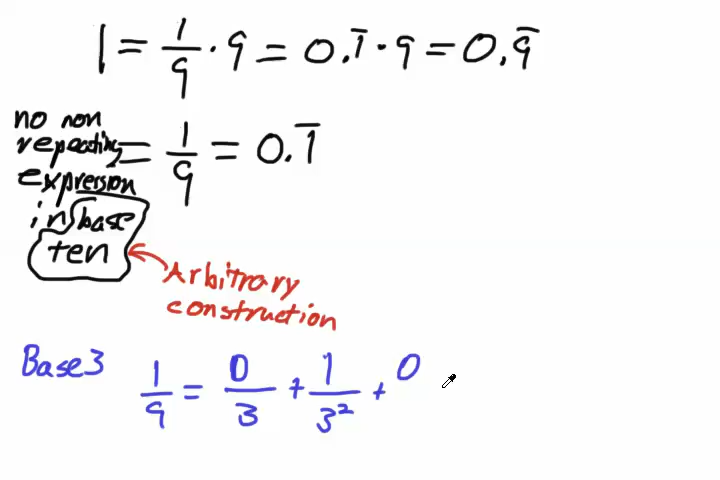 1 = 1/9 · 9 = 0.1̅ · 9 = 0.9̅
no non
repeating = 1/9 = 0.1̅
expression
in base
ten
Arbitrary
construction
Base 3 1/9 = 0/3 + 1/3² + 0